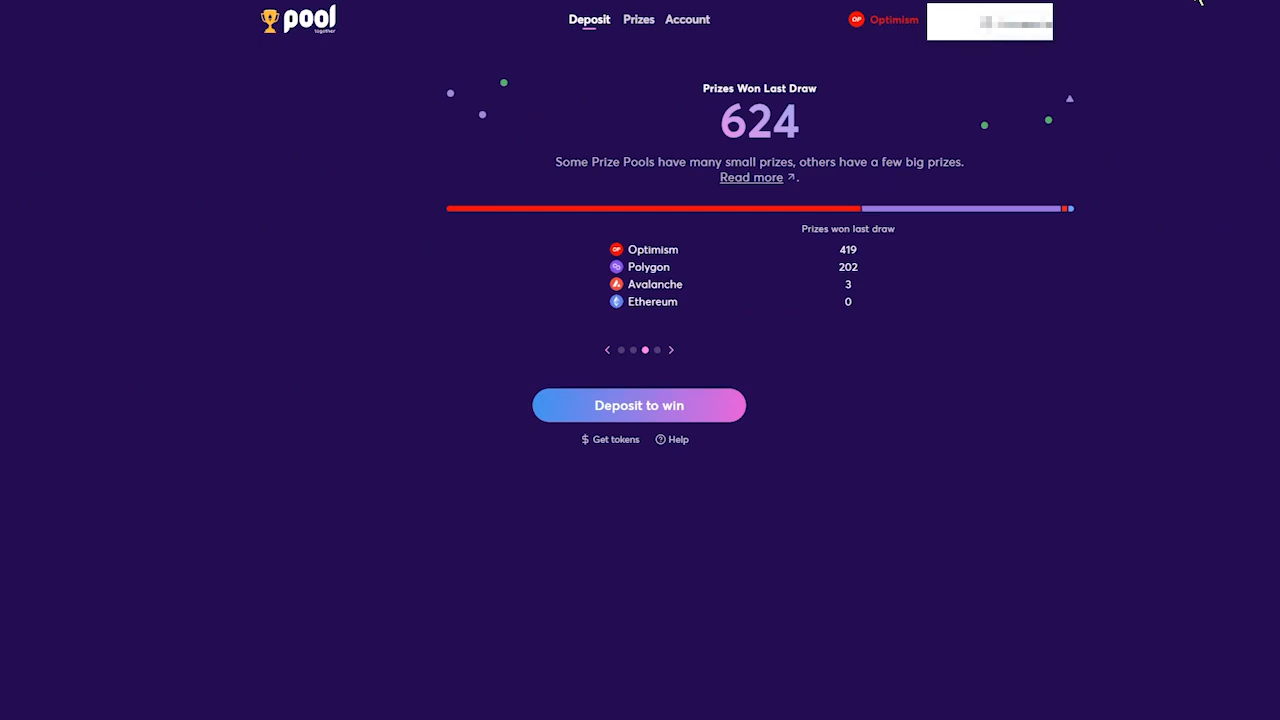 pool
together
Deposit Prizes Account
OP Optimism
Prizes Won Last Draw
624
Some Prize Pools have many small prizes, others have a few big prizes.
Read more ↗.
Prizes won last draw
OP Optimism 419
Polygon 202
Avalanche 3
Ethereum 0
Deposit to win
$ Get tokens ? Help